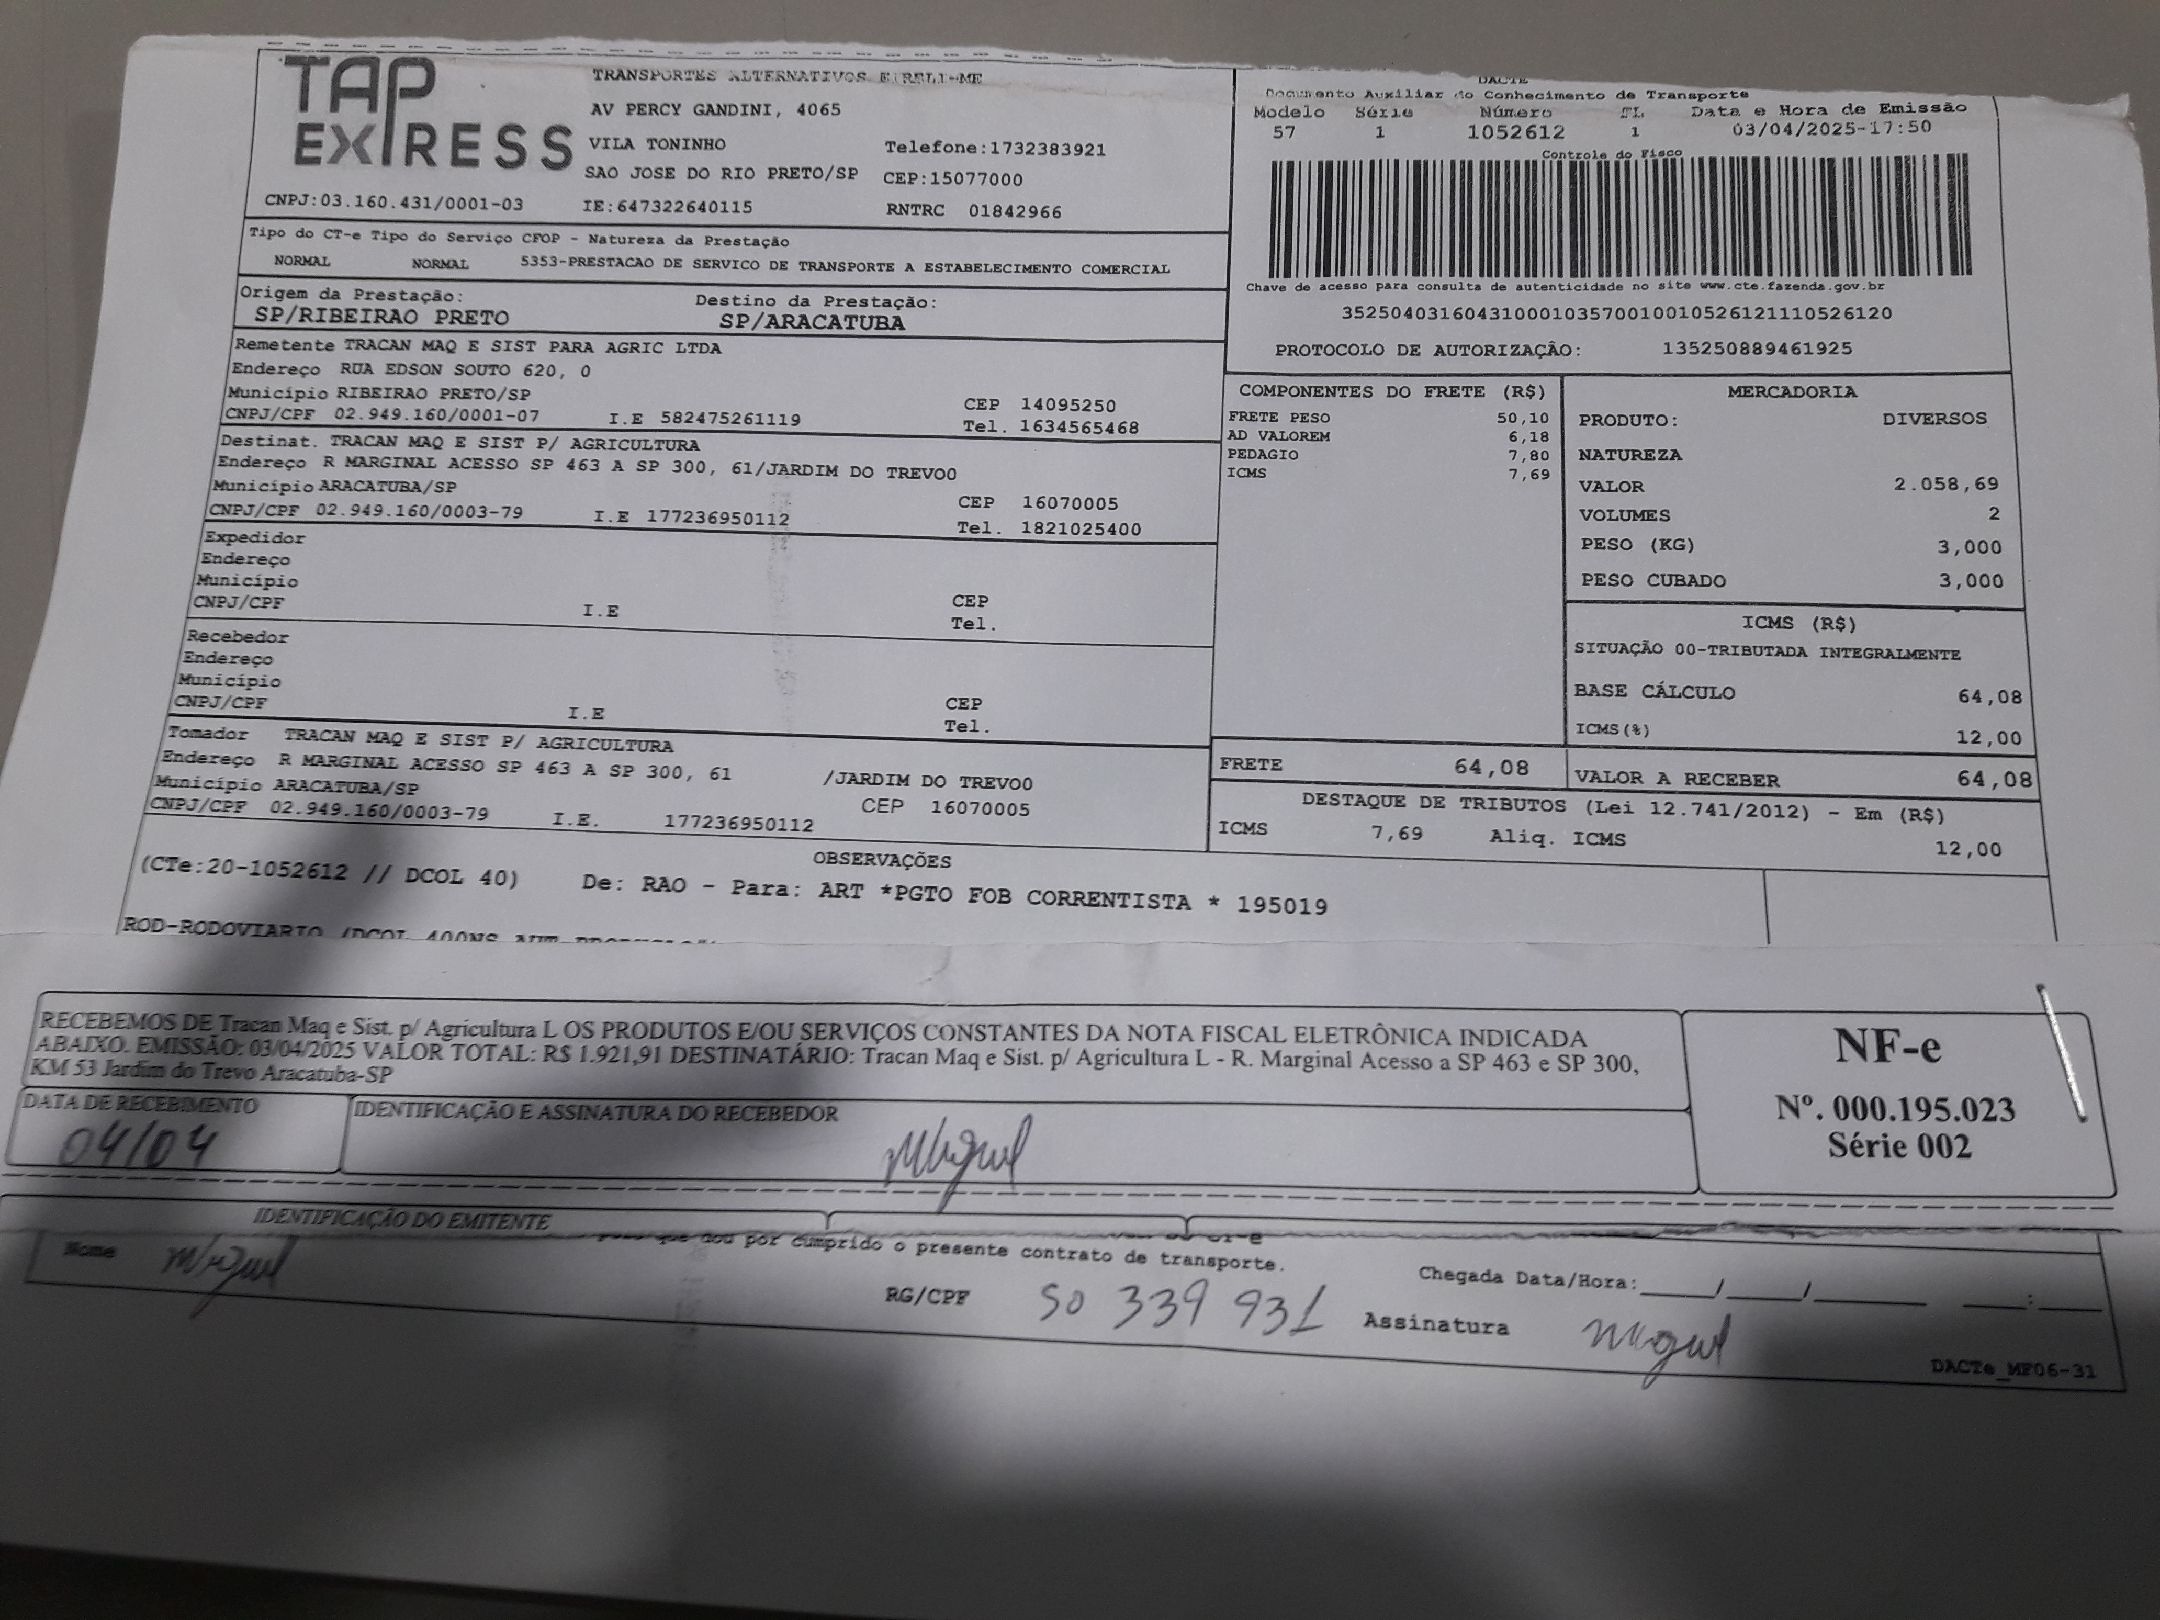 TAP EXPRESS
TRANSPORTES ALTERNATIVOS EIRELI-ME
AV PERCY GANDINI, 4065
VILA TONINHO Telefone:1732383921
SAO JOSE DO RIO PRETO/SP CEP:15077000
CNPJ:03.160.431/0001-03 IE:647322640115 RNTRC 01842966
DACTE
Documento Auxiliar do Conhecimento de Transporte
Modelo Série Número FL Data e Hora de Emissão
57 1 1052612 1 03/04/2025-17:50
Controle do Fisco
Chave de acesso para consulta de autenticidade no site www.cte.fazenda.gov.br
35250403160431000103570010010526121110526120
PROTOCOLO DE AUTORIZAÇÃO: 135250889461925
Tipo do CT-e Tipo do Serviço CFOP - Natureza da Prestação
NORMAL NORMAL 5353-PRESTACAO DE SERVICO DE TRANSPORTE A ESTABELECIMENTO COMERCIAL
Origem da Prestação: Destino da Prestação:
SP/RIBEIRAO PRETO SP/ARACATUBA
Remetente TRACAN MAQ E SIST PARA AGRIC LTDA
Endereço RUA EDSON SOUTO 620, 0
Município RIBEIRAO PRETO/SP CEP 14095250
CNPJ/CPF 02.949.160/0001-07 I.E 582475261119 Tel. 1634565468
Destinat. TRACAN MAQ E SIST P/ AGRICULTURA
Endereço R MARGINAL ACESSO SP 463 A SP 300, 61/JARDIM DO TREVO0
Município ARACATUBA/SP CEP 16070005
CNPJ/CPF 02.949.160/0003-79 I.E 177236950112 Tel. 1821025400
Expedidor
Endereço
Município CEP
CNPJ/CPF I.E Tel.
Recebedor
Endereço
Município CEP
CNPJ/CPF I.E Tel.
Tomador TRACAN MAQ E SIST P/ AGRICULTURA
Endereço R MARGINAL ACESSO SP 463 A SP 300, 61 /JARDIM DO TREVO0
Município ARACATUBA/SP CEP 16070005
CNPJ/CPF 02.949.160/0003-79 I.E. 177236950112
COMPONENTES DO FRETE (R$)
FRETE PESO 50,10
AD VALOREM 6,18
PEDAGIO 7,80
ICMS 7,69
MERCADORIA
PRODUTO: DIVERSOS
NATUREZA
VALOR 2.058,69
VOLUMES 2
PESO (KG) 3,000
PESO CUBADO 3,000
ICMS (R$)
SITUAÇÃO 00-TRIBUTADA INTEGRALMENTE
BASE CÁLCULO 64,08
ICMS(%) 12,00
FRETE 64,08 VALOR A RECEBER 64,08
DESTAQUE DE TRIBUTOS (Lei 12.741/2012) - Em (R$)
ICMS 7,69 Aliq. ICMS 12,00
OBSERVAÇÕES
(CTe:20-1052612 // DCOL 40) De: RAO - Para: ART *PGTO FOB CORRENTISTA * 195019
ROD-RODOVIARIO (DCOL
RECEBEMOS DE Tracan Maq e Sist. p/ Agricultura L OS PRODUTOS E/OU SERVIÇOS CONSTANTES DA NOTA FISCAL ELETRÔNICA INDICADA
ABAIXO. EMISSÃO: 03/04/2025 VALOR TOTAL: R$ 1.921,91 DESTINATÁRIO: Tracan Maq e Sist. p/ Agricultura L - R. Marginal Acesso a SP 463 e SP 300,
KM 53 Jardim do Trevo Aracatuba-SP
DATA DE RECEBIMENTO IDENTIFICAÇÃO E ASSINATURA DO RECEBEDOR
04/04 Miguel
NF-e
Nº. 000.195.023
Série 002
IDENTIFICAÇÃO DO EMITENTE
que dou por cumprido o presente contrato de transporte.
Nome Miguel
RG/CPF 50 339 931
Chegada Data/Hora:____/____/______ ___:___
Assinatura Miguel
DACTe_MF06-31